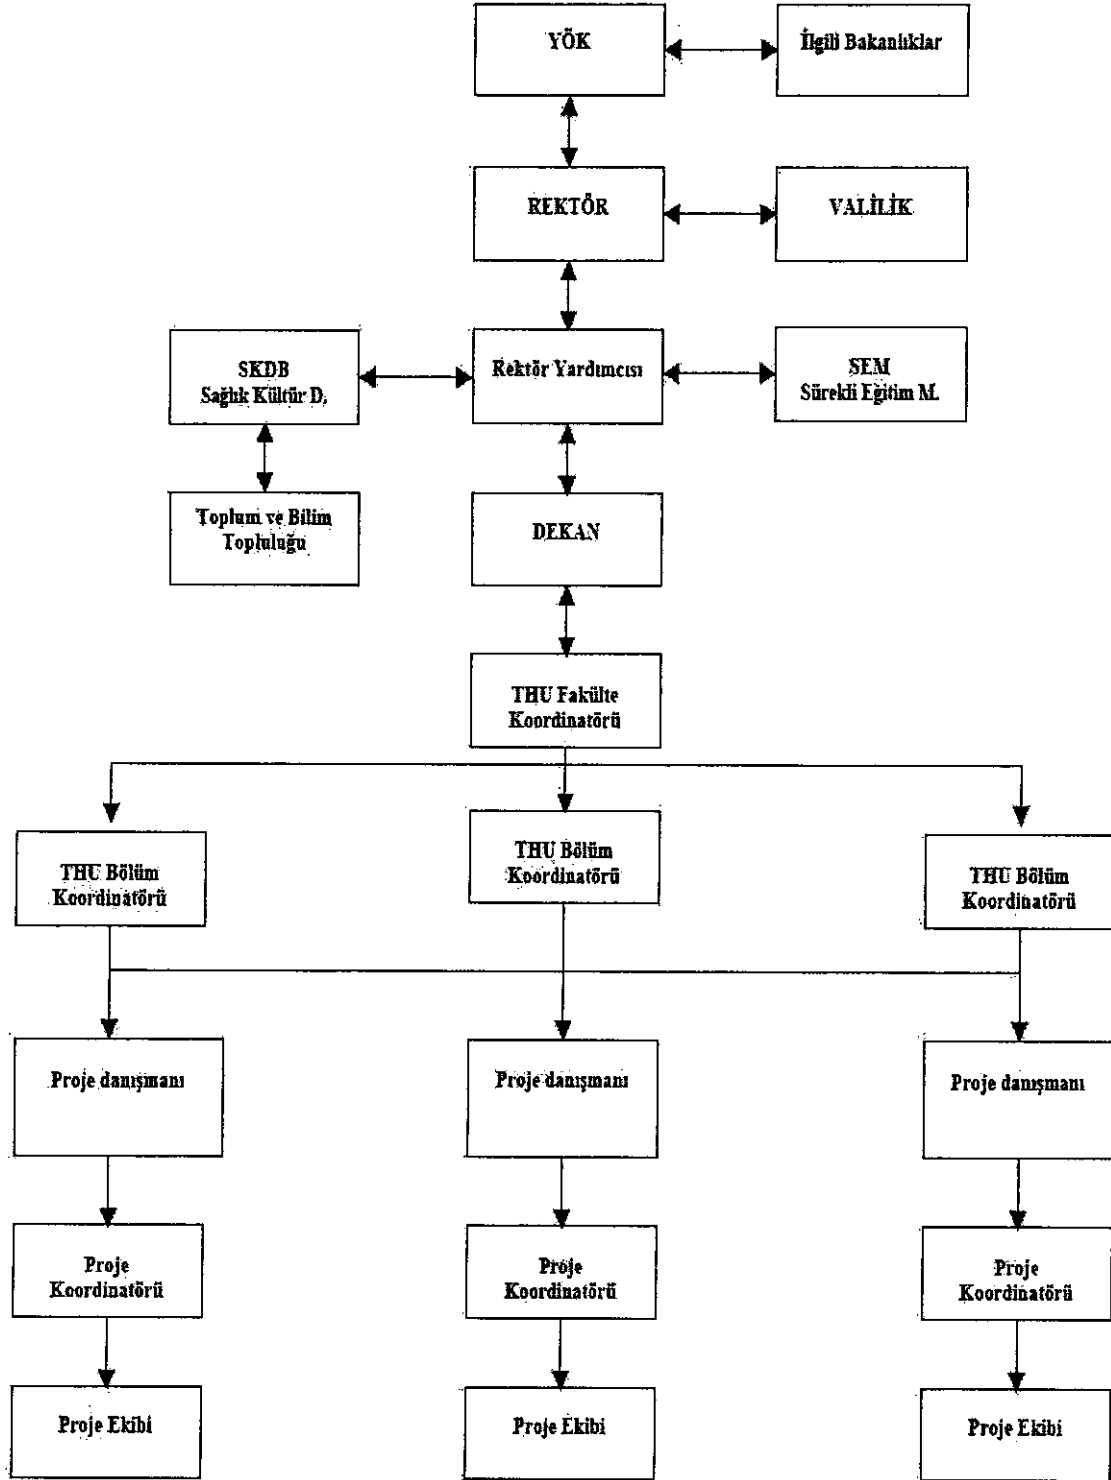 YÖK
İlgili Bakanlıklar
REKTÖR
VALİLİK
SKDB
Sağlık Kültür D.
Rektör Yardımcısı
SEM
Sürekli Eğitim M.
Toplum ve Bilim
Topluluğu
DEKAN
THU Fakülte
Koordinatörü
THU Bölüm
Koordinatörü
THU Bölüm
Koordinatörü
THU Bölüm
Koordinatörü
Proje danışmanı
Proje danışmanı
Proje danışmanı
Proje
Koordinatörü
Proje
Koordinatörü
Proje
Koordinatörü
Proje Ekibi
Proje Ekibi
Proje Ekibi